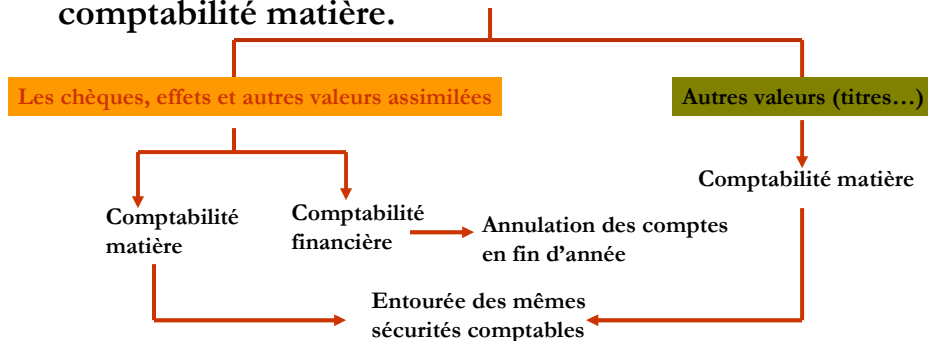 comptabilité matière.
Les chèques, effets et autres valeurs assimilées
Autres valeurs (titres…)
Comptabilité matière
Comptabilité
matière
Comptabilité
financière
Annulation des comptes
en fin d’année
Entourée des mêmes
sécurités comptables